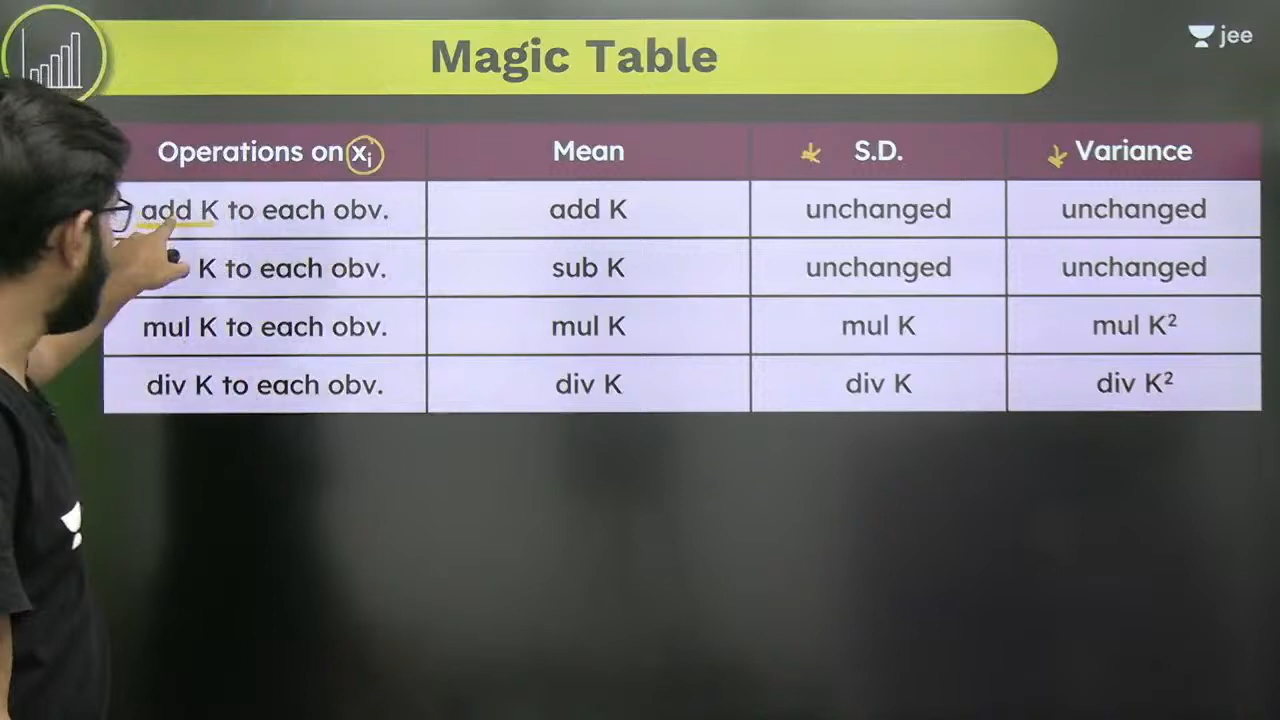 Magic Table
jee
Operations on xᵢ
Mean
S.D.
Variance
add K to each obv.
add K
unchanged
unchanged
K to each obv.
sub K
unchanged
unchanged
mul K to each obv.
mul K
mul K
mul K²
div K to each obv.
div K
div K
div K²